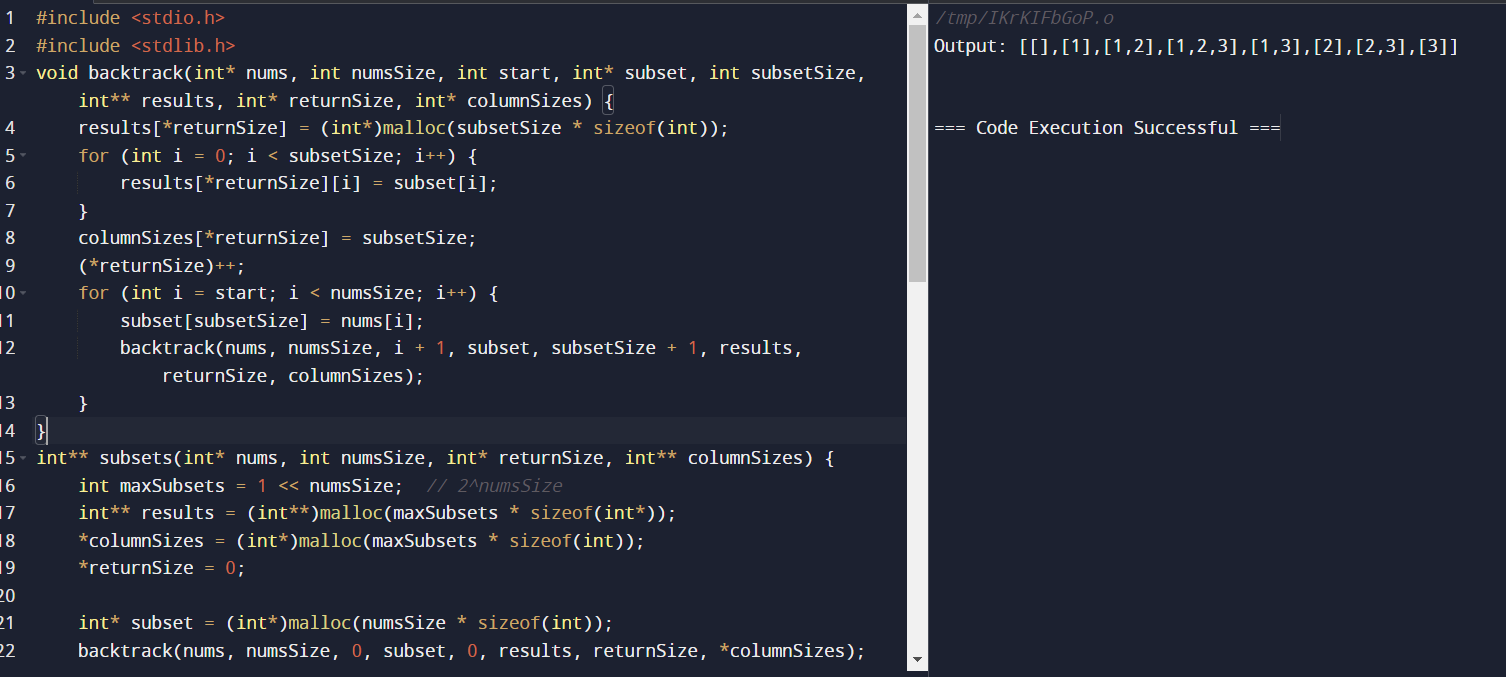 1 #include <stdio.h>
2 #include <stdlib.h>
3 void backtrack(int* nums, int numsSize, int start, int* subset, int subsetSize,
int** results, int* returnSize, int* columnSizes) {
4 results[*returnSize] = (int*)malloc(subsetSize * sizeof(int));
5 for (int i = 0; i < subsetSize; i++) {
6 results[*returnSize][i] = subset[i];
7 }
8 columnSizes[*returnSize] = subsetSize;
9 (*returnSize)++;
10 for (int i = start; i < numsSize; i++) {
11 subset[subsetSize] = nums[i];
12 backtrack(nums, numsSize, i + 1, subset, subsetSize + 1, results,
returnSize, columnSizes);
13 }
14 }
15 int** subsets(int* nums, int numsSize, int* returnSize, int** columnSizes) {
16 int maxSubsets = 1 << numsSize; // 2^numsSize
17 int** results = (int**)malloc(maxSubsets * sizeof(int*));
18 *columnSizes = (int*)malloc(maxSubsets * sizeof(int));
19 *returnSize = 0;
20
21 int* subset = (int*)malloc(numsSize * sizeof(int));
22 backtrack(nums, numsSize, 0, subset, 0, results, returnSize, *columnSizes);
/tmp/IKrKIFbGoP.o
Output: [[],[1],[1,2],[1,2,3],[1,3],[2],[2,3],[3]]
=== Code Execution Successful ===